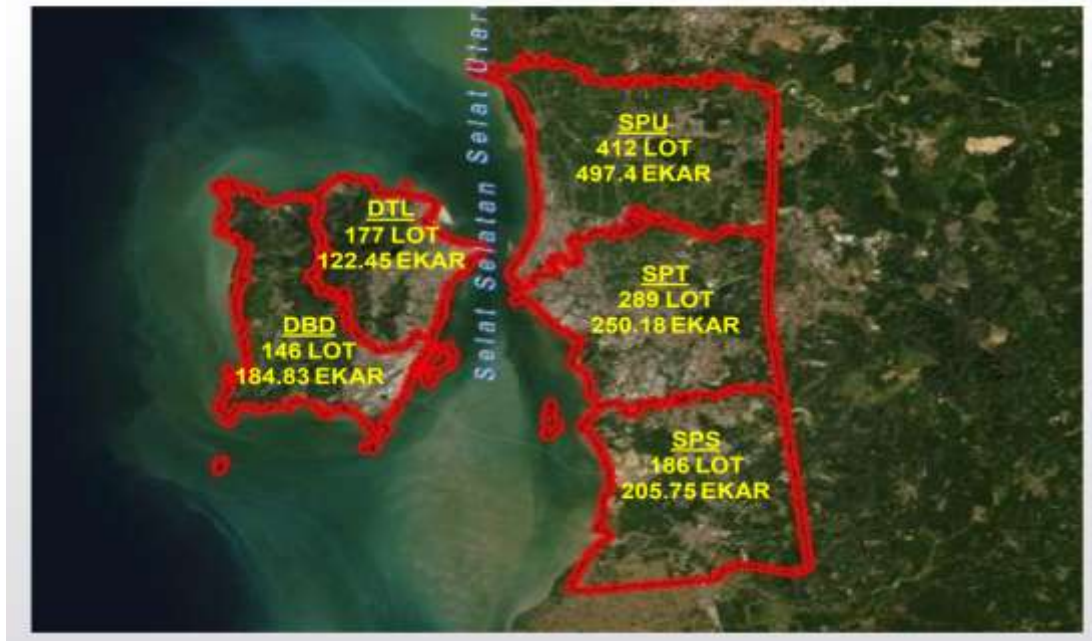 Selat Selatan Selat Utara
SPU
412 LOT
497.4 EKAR
DTL
177 LOT
122.45 EKAR
SPT
289 LOT
250.18 EKAR
DBD
146 LOT
184.83 EKAR
SPS
186 LOT
205.75 EKAR